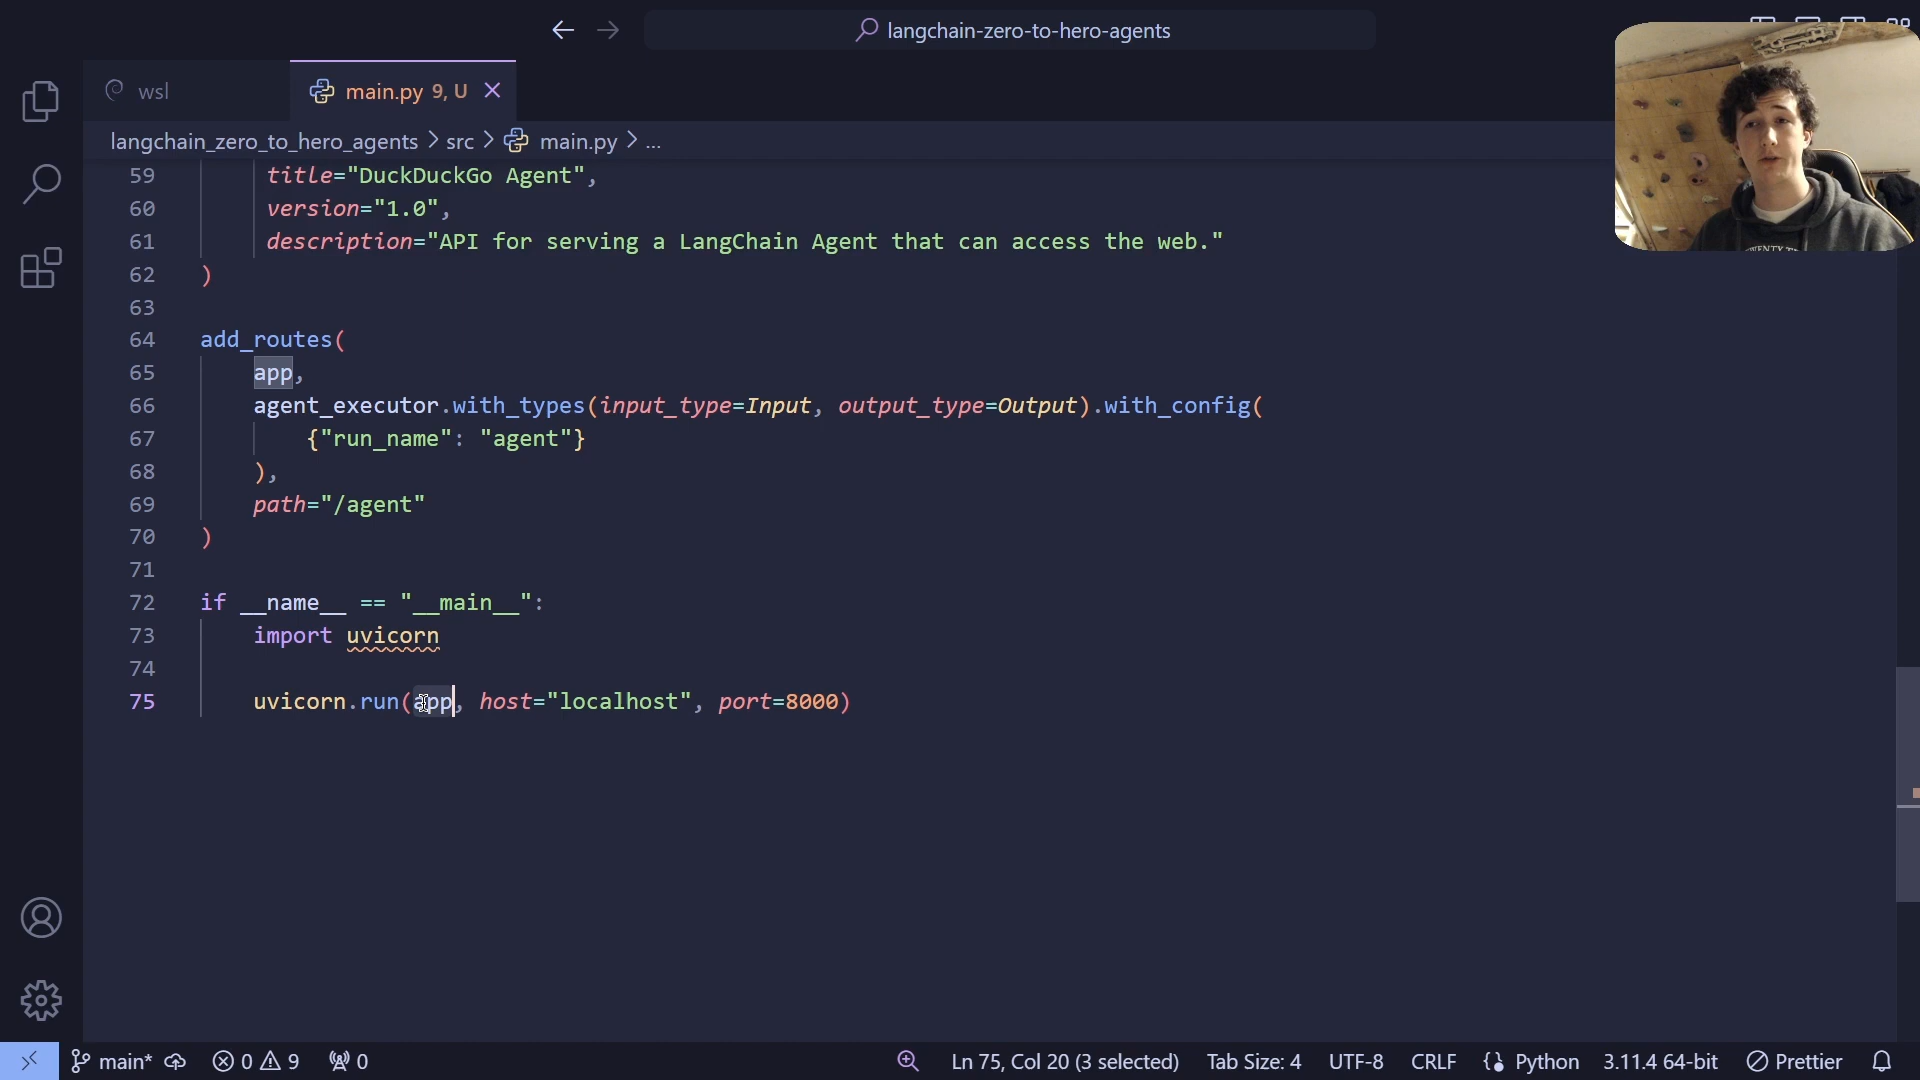 langchain-zero-to-hero-agents
wsl
main.py 9, U
langchain_zero_to_hero_agents > src > main.py > ...
59 title="DuckDuckGo Agent",
60 version="1.0",
61 description="API for serving a LangChain Agent that can access the web."
62 )
63
64 add_routes(
65 app,
66 agent_executor.with_types(input_type=Input, output_type=Output).with_config(
67 {"run_name": "agent"}
68 ),
69 path="/agent"
70 )
71
72 if __name__ == "__main__":
73 import uvicorn
74
75 uvicorn.run(app, host="localhost", port=8000)
main* 0 9 0 Ln 75, Col 20 (3 selected) Tab Size: 4 UTF-8 CRLF Python 3.11.4 64-bit Prettier